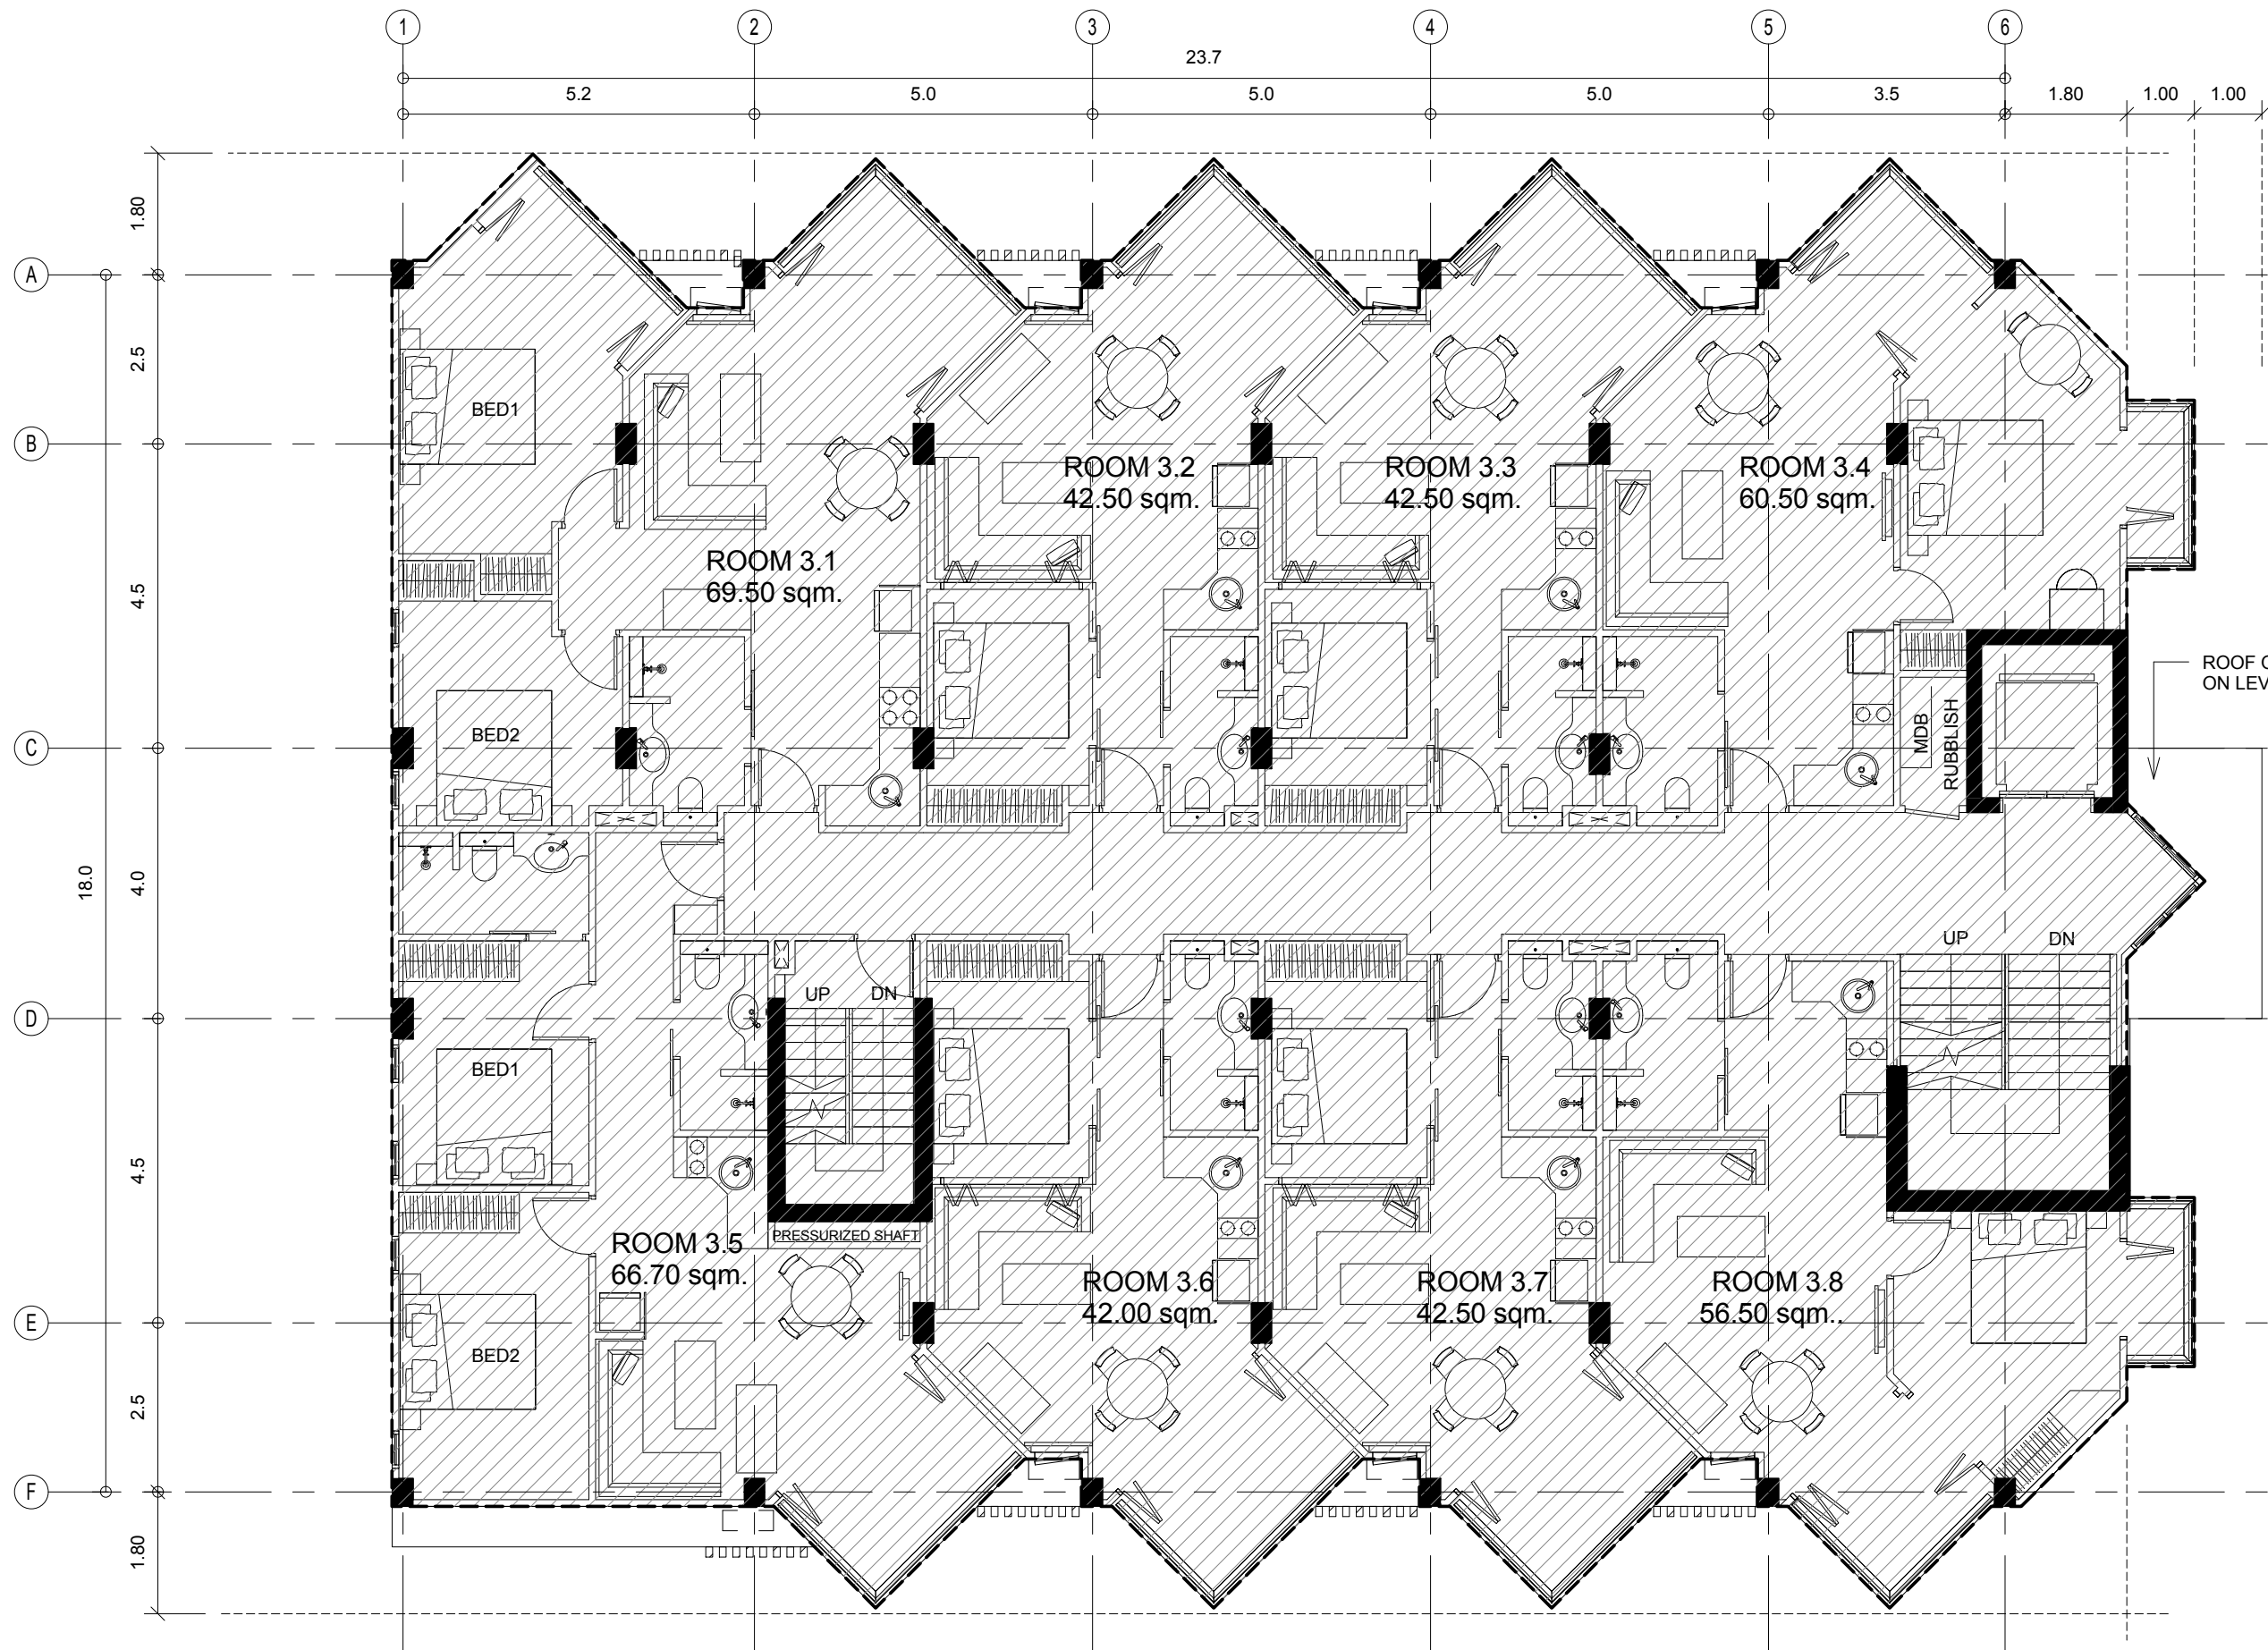 1 2 3 4 5 6
23.7
5.2 5.0 5.0 5.0 3.5 1.80 1.00 1.00
1.80
A
2.5
BED1
B
ROOM 3.2
42.50 sqm.
ROOM 3.3
42.50 sqm.
ROOM 3.4
60.50 sqm.
4.5
ROOM 3.1
69.50 sqm.
ROOF
ON
MDB
RUBBLISH
BED2
C
18.0
4.0
UP DN
UP DN
D
BED1
4.5
PRESSURIZED SHAFT
ROOM 3.5
66.70 sqm.
ROOM 3.6
42.00 sqm.
ROOM 3.7
42.50 sqm.
ROOM 3.8
56.50 sqm..
E
BED2
2.5
F
1.80